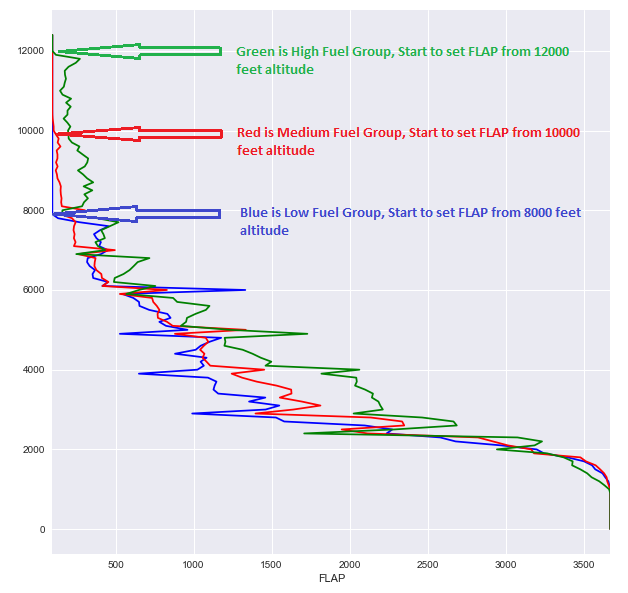 12000
Green is High Fuel Group, Start to set FLAP from 12000
feet altitude
10000
Red is Medium Fuel Group, Start to set FLAP from 10000
feet altitude
8000
Blue is Low Fuel Group, Start to set FLAP from 8000 feet
altitude
6000
4000
2000
0
500 1000 1500 2000 2500 3000 3500
FLAP